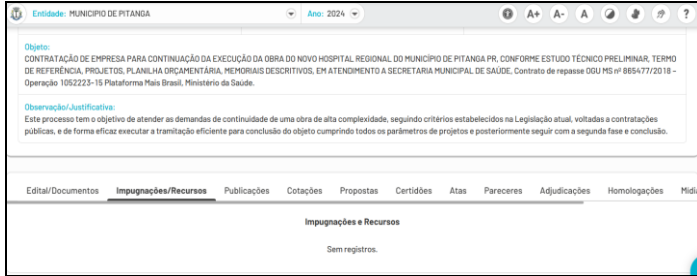 Entidade: MUNICIPIO DE PITANGA
Ano: 2024
A+ A- A ?
Objeto:
CONTRATAÇÃO DE EMPRESA PARA CONTINUAÇÃO DA EXECUÇÃO DA OBRA DO NOVO HOSPITAL REGIONAL DO MUNICÍPIO DE PITANGA PR, CONFORME ESTUDO TÉCNICO PRELIMINAR, TERMO
DE REFERÊNCIA, PROJETOS, PLANILHA ORÇAMENTÁRIA, MEMORIAIS DESCRITIVOS, EM ATENDIMENTO A SECRETARIA MUNICIPAL DE SAÚDE, Contrato de repasse OGU MS nº 865477/2018 –
Operação 1052223-15 Plataforma Mais Brasil, Ministério da Saúde.
Observação/Justificativa:
Este processo tem o objetivo de atender as demandas de continuidade de uma obra de alta complexidade, seguindo critérios estabelecidos na Legislação atual, voltadas a contratações
públicas, e de forma eficaz executar a tramitação eficiente para conclusão do objeto cumprindo todos os parâmetros de projetos e posteriormente seguir com a segunda fase e conclusão.
Edital/Documentos Impugnações/Recursos Publicações Cotações Propostas Certidões Atas Pareceres Adjudicações Homologações Mídi
Impugnações e Recursos
Sem registros.